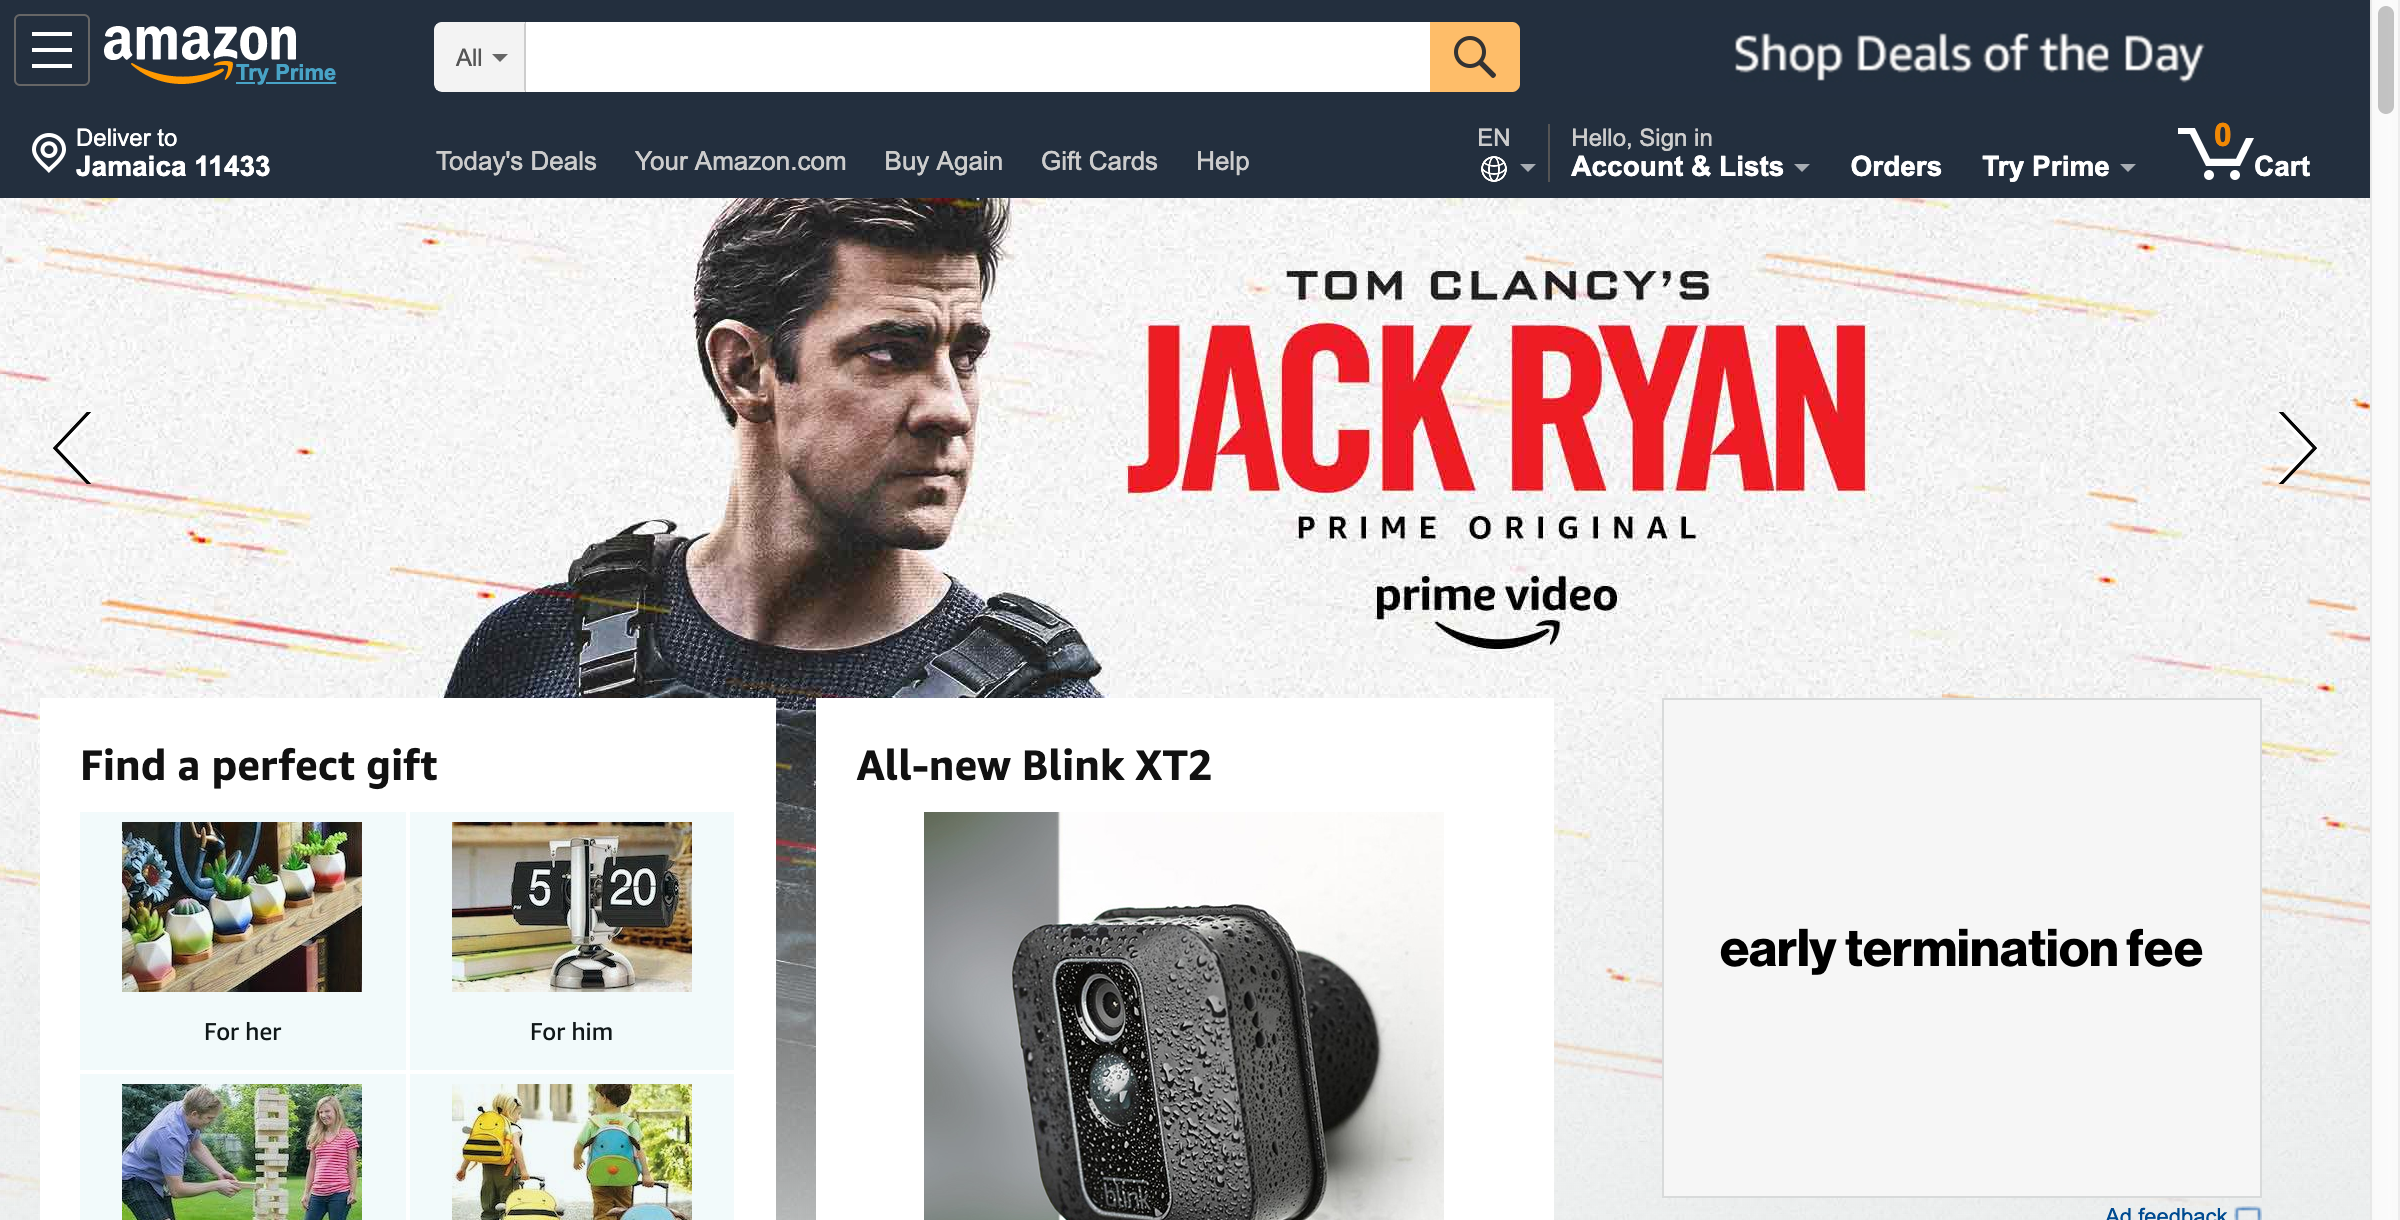 amazon
Try Prime
All
Shop Deals of the Day
Deliver to
Jamaica 11433
Today's Deals
Your Amazon.com
Buy Again
Gift Cards
Help
EN
Hello, Sign in
Account & Lists
Orders
Try Prime
0
Cart
TOM CLANCY'S
JACK RYAN
PRIME ORIGINAL
prime video
Find a perfect gift
All-new Blink XT2
5 20
For her
For him
blink
early termination fee
Ad feedback